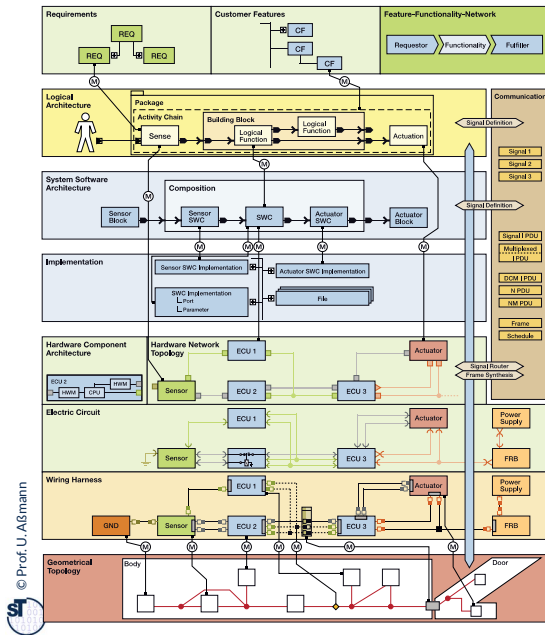 Requirements
REQ
REQ
REQ
Customer Features
CF
CF
CF
Feature-Functionality-Network
Requestor
Functionality
Fulfiller
M
M
Logical
Architecture
Package
Activity Chain
Building Block
Sense
Logical
Function
Logical
Function
Actuation
Communication
Signal Definition
Signal 1
Signal 2
Signal 3
M
M
M
System Software
Architecture
Composition
Sensor
Block
Sensor
SWC
SWC
Actuator
SWC
Actuator
Block
Signal Definition
M
M
M
M
M
Signal I PDU
Multiplexed
I PDU
DCM I PDU
N PDU
NM PDU
Frame
Schedule
Implementation
Sensor SWC Implementation
Actuator SWC Implementation
SWC Implementation
Port
Parameter
File
Hardware Component
Architecture
Hardware Network
Topology
ECU 2
HWM
HWM
CPU
ECU 1
Actuator
Sensor
ECU 2
ECU 3
Signal Router
Frame Synthesis
Electric Circuit
ECU 1
Actuator
Power
Supply
Sensor
ECU 3
FRB
Wiring Harness
ECU 1
Actuator
Power
Supply
GND
Sensor
ECU 2
ECU 3
FRB
M
M
M
M
M
M
M
Geometrical
Topology
Body
Door
© Prof. U. Aßmann
ST